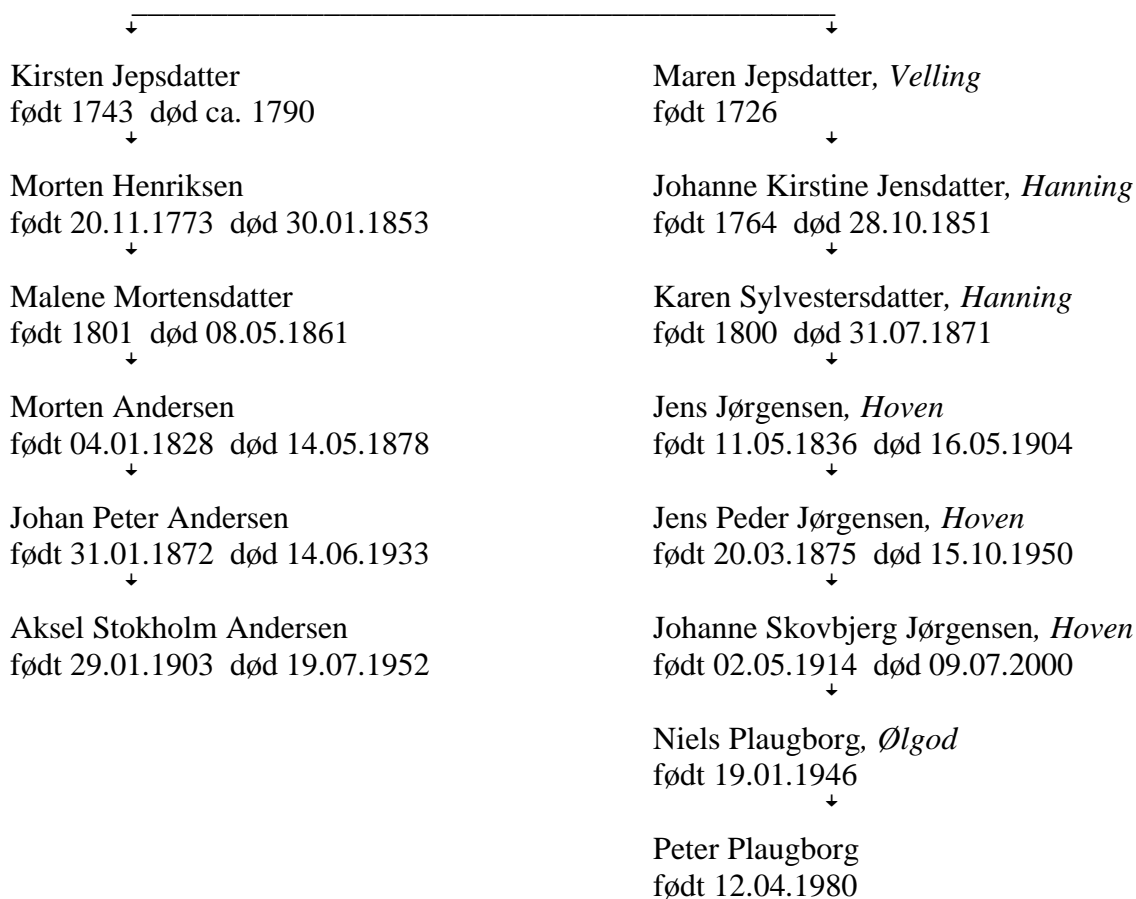 Kirsten Jepsdatter
født 1743 død ca. 1790
Morten Henriksen
født 20.11.1773 død 30.01.1853
Malene Mortensdatter
født 1801 død 08.05.1861
Morten Andersen
født 04.01.1828 død 14.05.1878
Johan Peter Andersen
født 31.01.1872 død 14.06.1933
Aksel Stokholm Andersen
født 29.01.1903 død 19.07.1952
Maren Jepsdatter, Velling
født 1726
Johanne Kirstine Jensdatter, Hanning
født 1764 død 28.10.1851
Karen Sylvestersdatter, Hanning
født 1800 død 31.07.1871
Jens Jørgensen, Hoven
født 11.05.1836 død 16.05.1904
Jens Peder Jørgensen, Hoven
født 20.03.1875 død 15.10.1950
Johanne Skovbjerg Jørgensen, Hoven
født 02.05.1914 død 09.07.2000
Niels Plaugborg, Ølgod
født 19.01.1946
Peter Plaugborg
født 12.04.1980